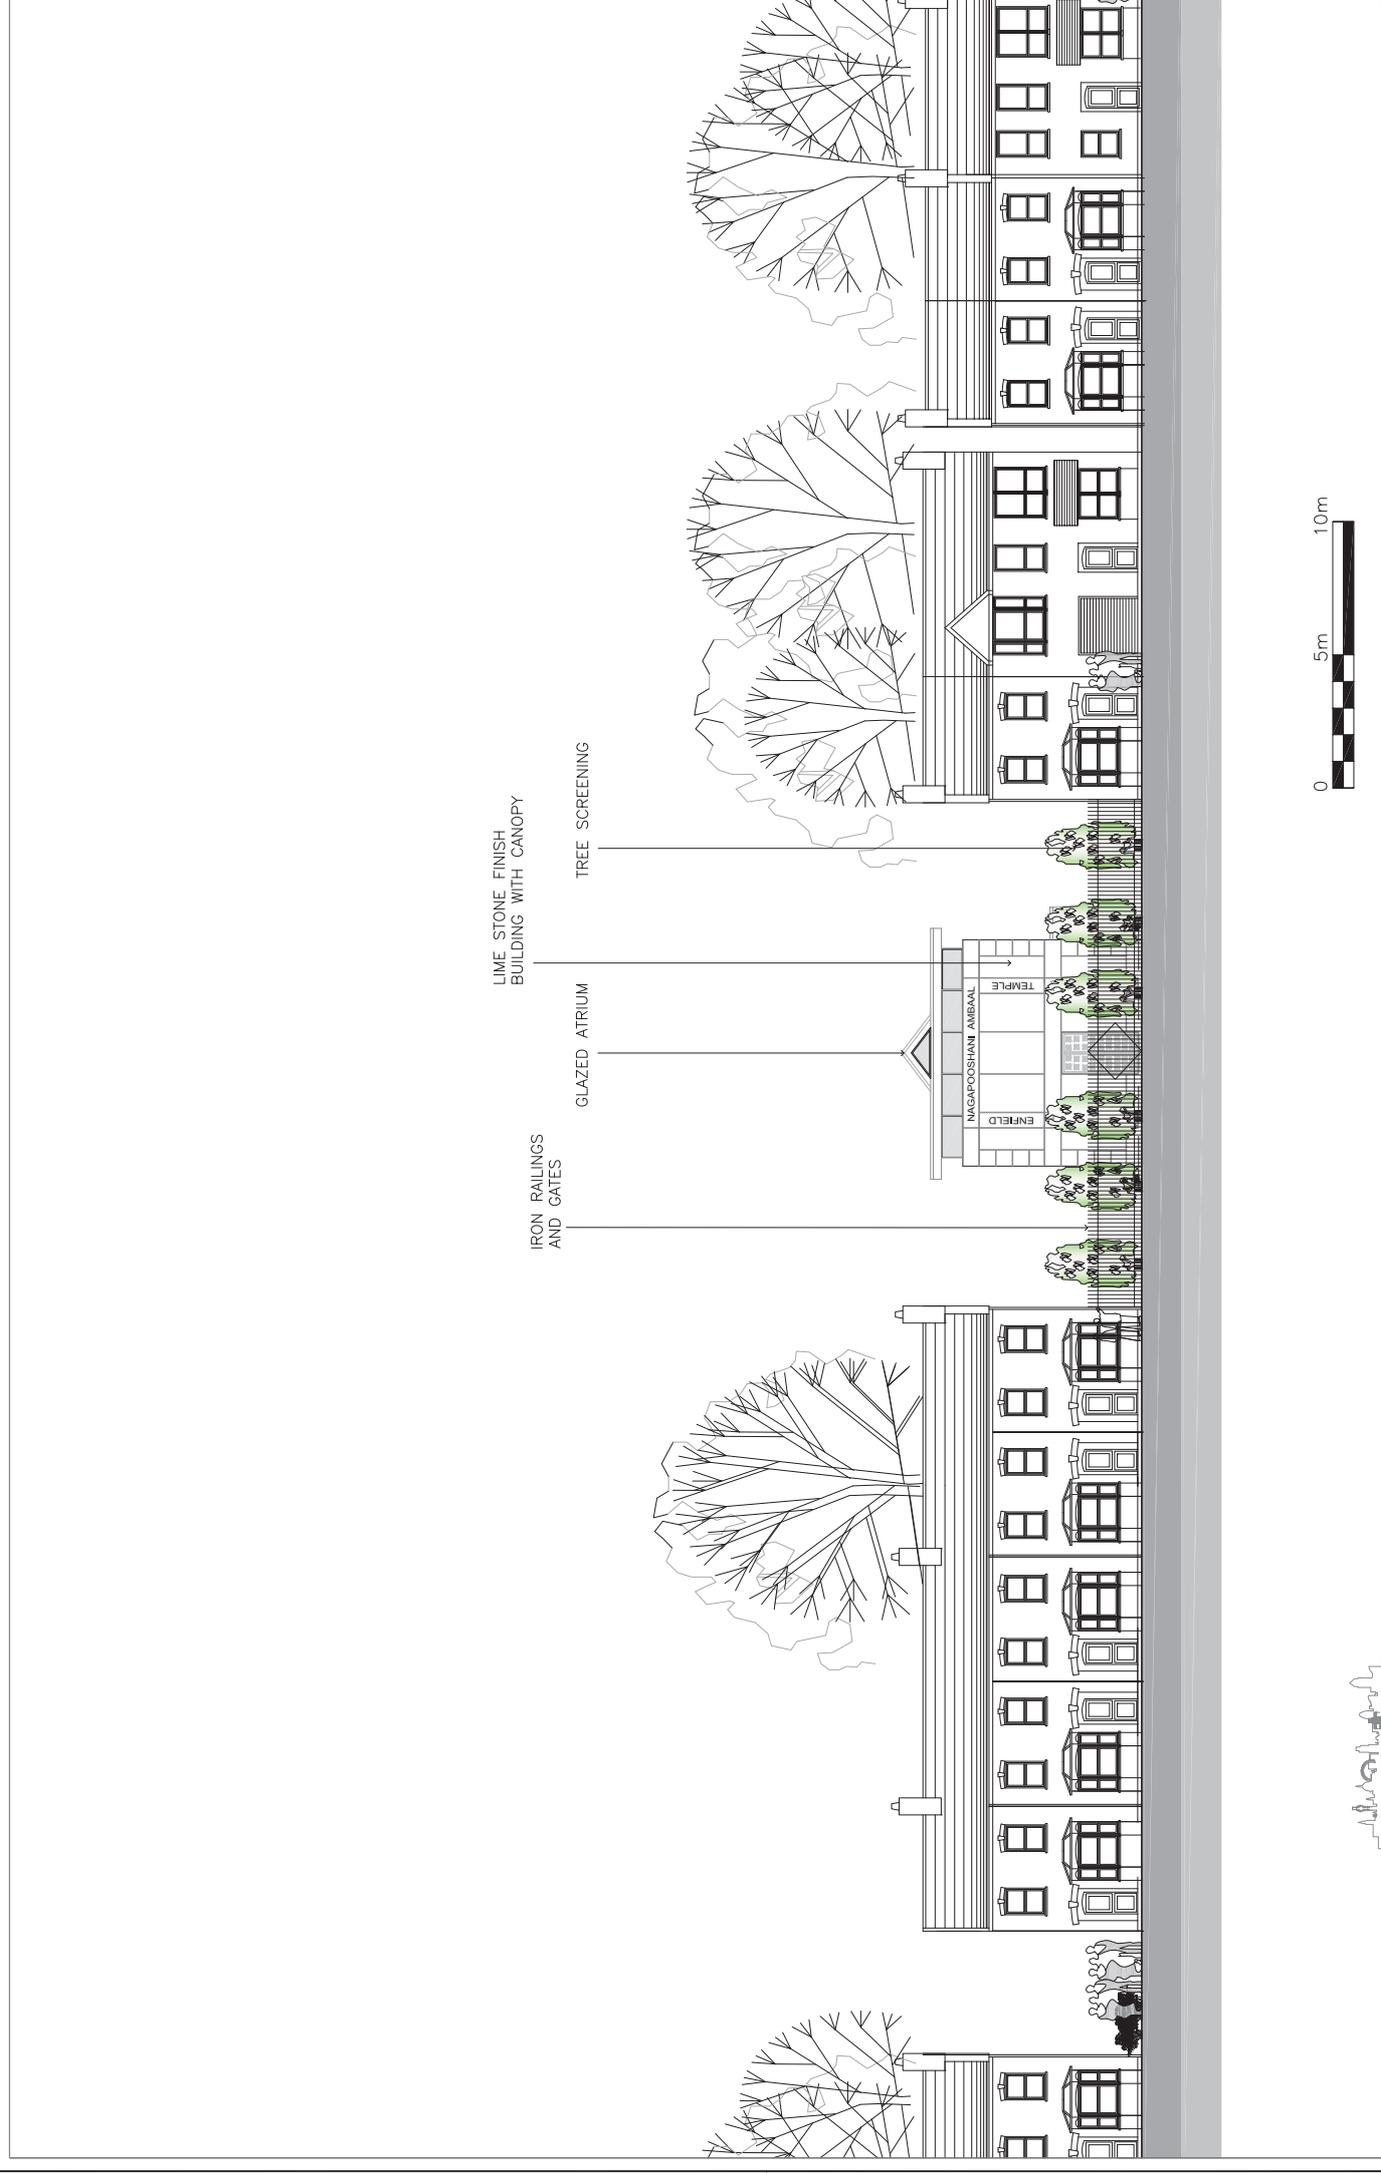 IRON RAILINGS
AND GATES
GLAZED ATRIUM
LIME STONE FINISH
BUILDING WITH CANOPY
TREE SCREENING
NAGAPOOSHANI AMBAAL
ENFIELD
TEMPLE
0 5m 10m